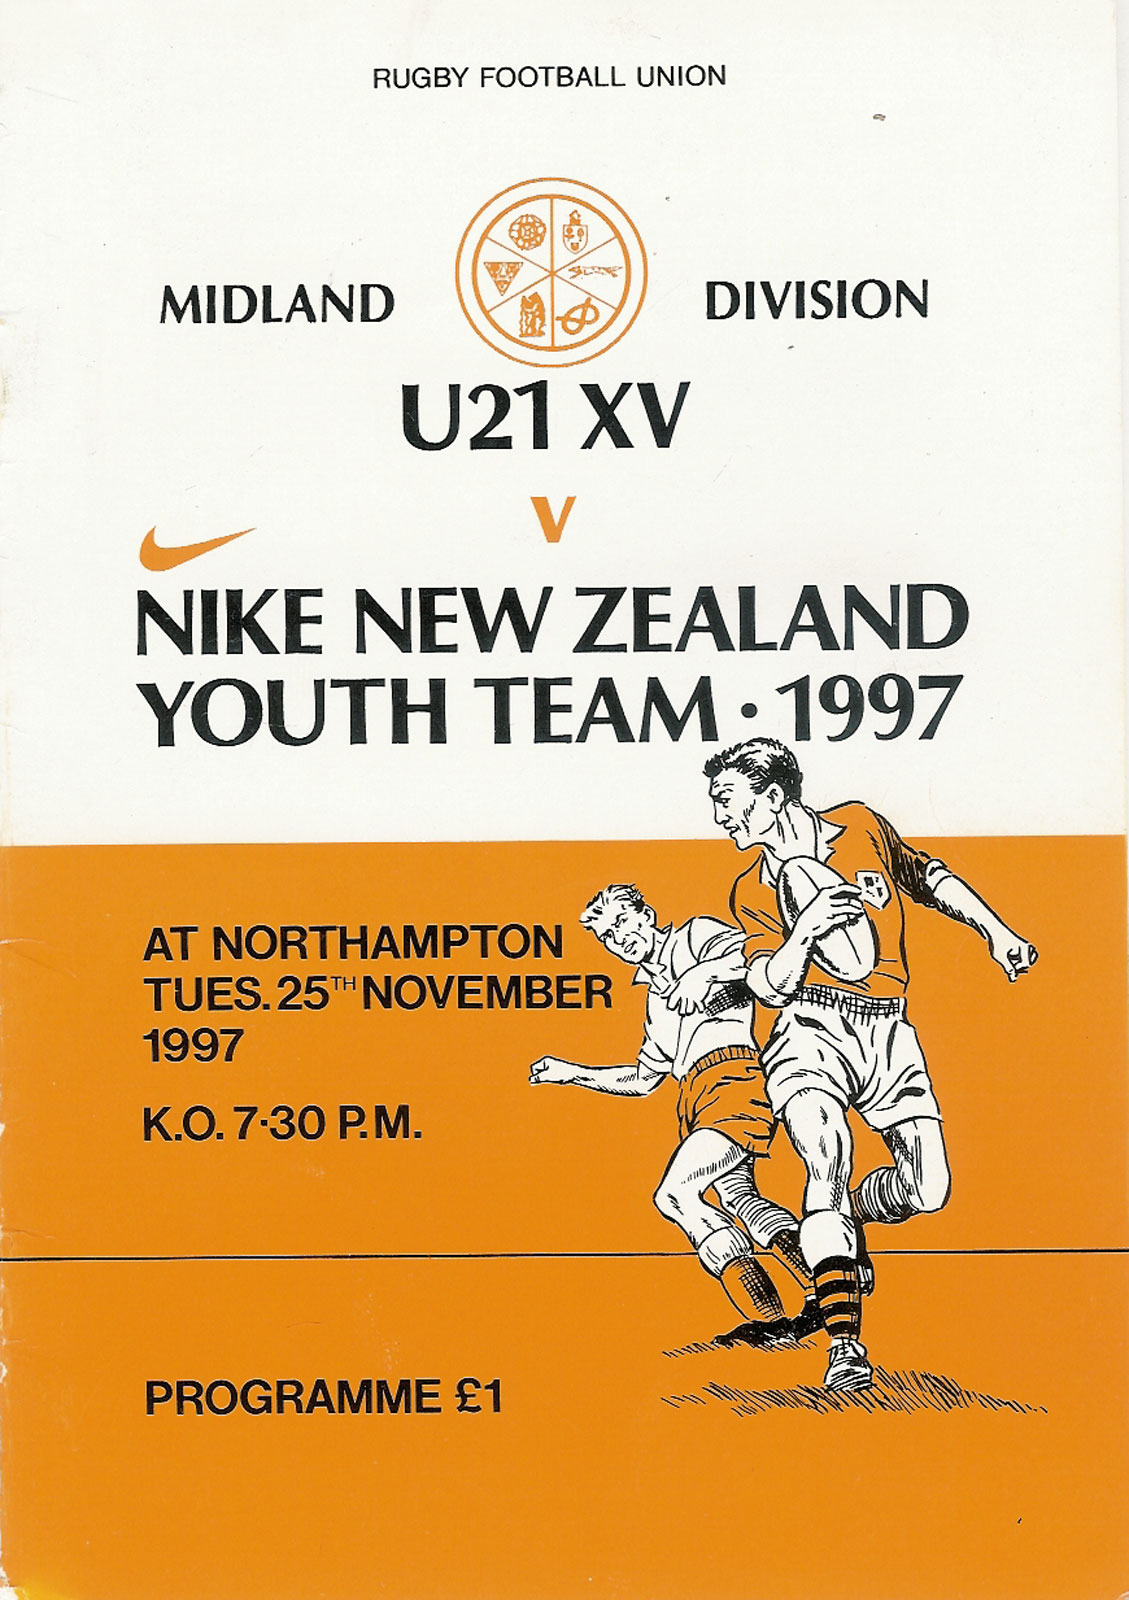 RUGBY FOOTBALL UNION
MIDLAND DIVISION
U21 XV
v
NIKE NEW ZEALAND
YOUTH TEAM · 1997
AT NORTHAMPTON
TUES. 25TH NOVEMBER
1997
K.O. 7·30 P.M.
PROGRAMME £1